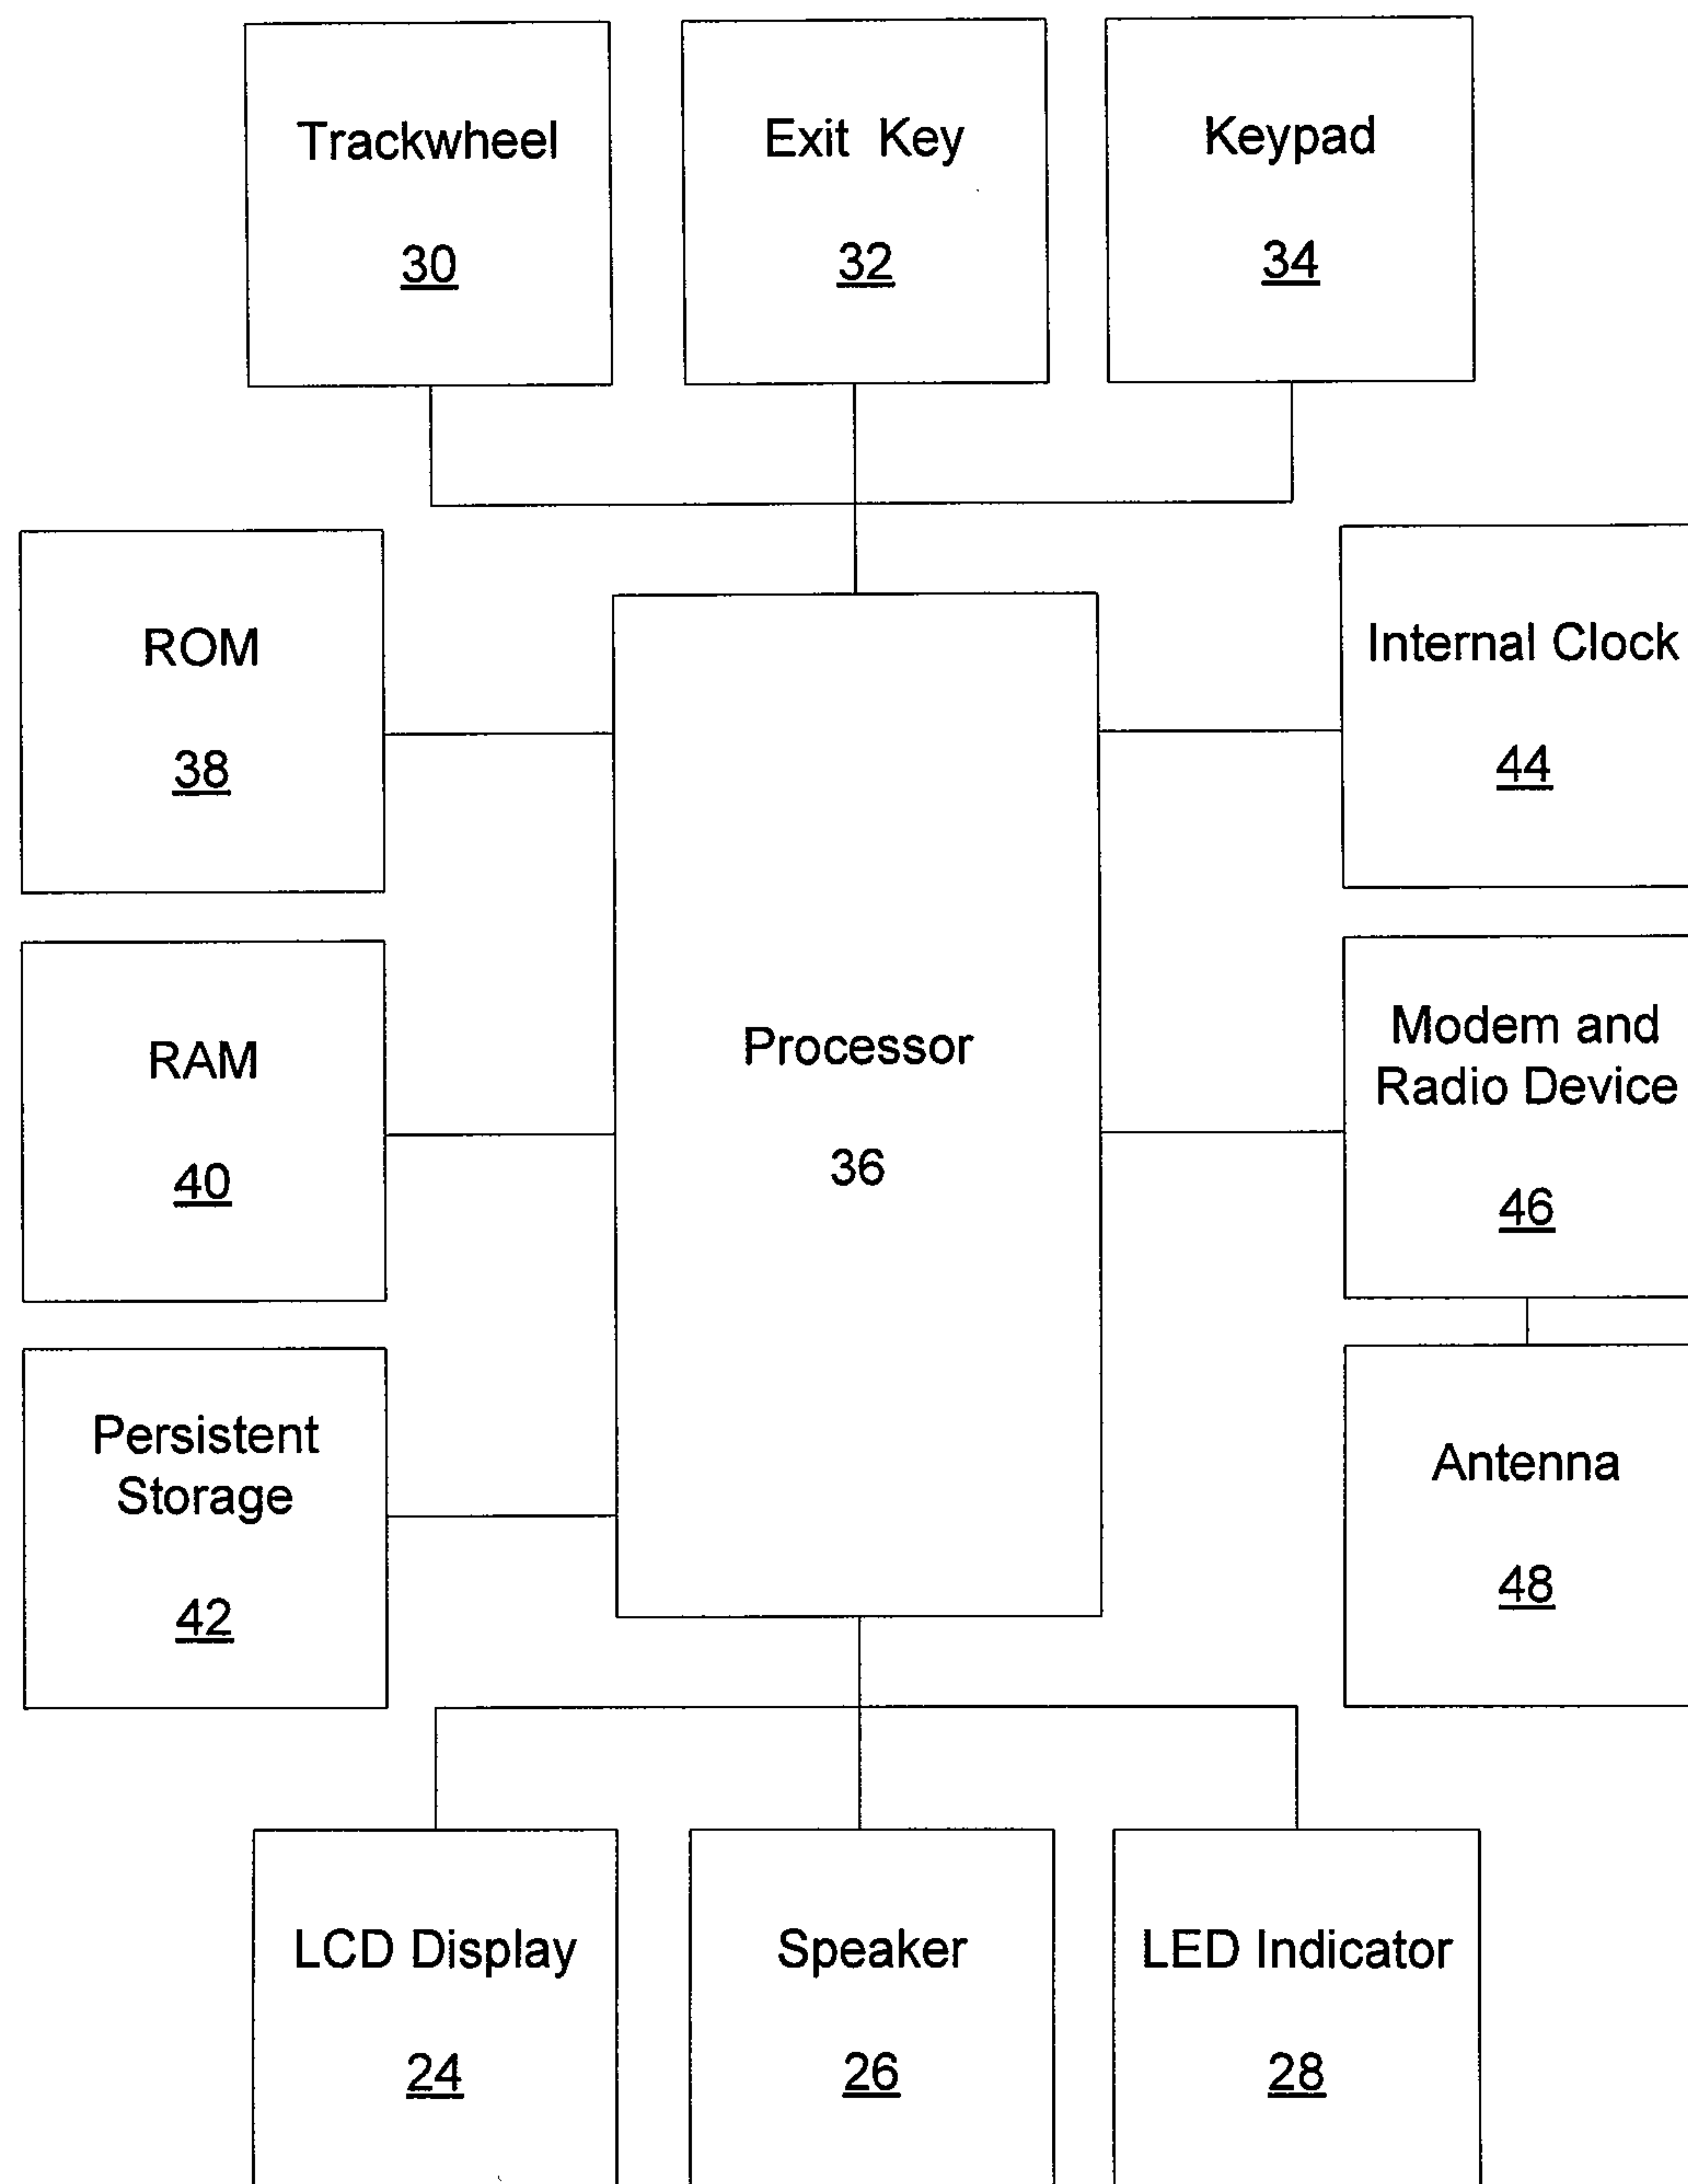 Trackwheel
30
Exit Key
32
Keypad
34
ROM
38
Internal Clock
44
RAM
40
Processor
36
Modem and
Radio Device
46
Persistent
Storage
42
Antenna
48
LCD Display
24
Speaker
26
LED Indicator
28